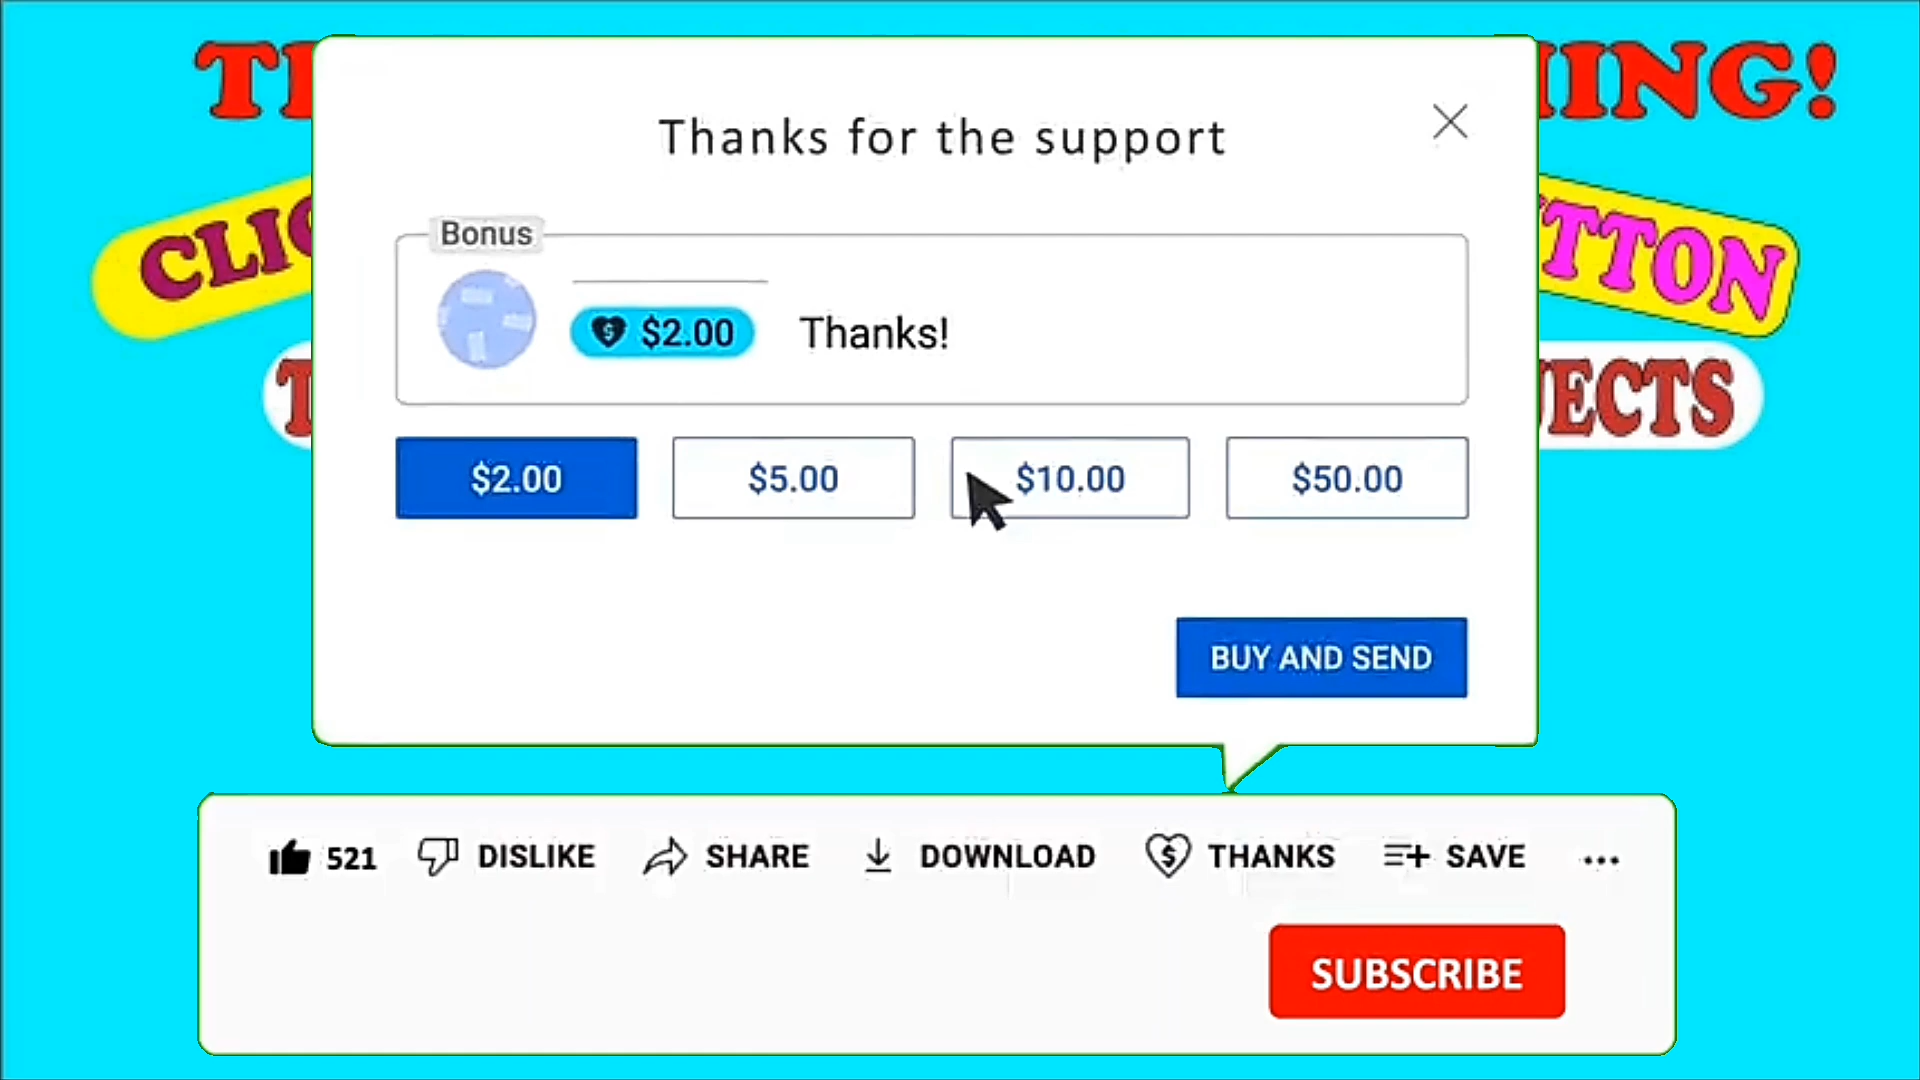 Thanks for the support
Bonus
$2.00 Thanks!
$2.00 $5.00 $10.00 $50.00
BUY AND SEND
521 DISLIKE SHARE DOWNLOAD THANKS SAVE
SUBSCRIBE